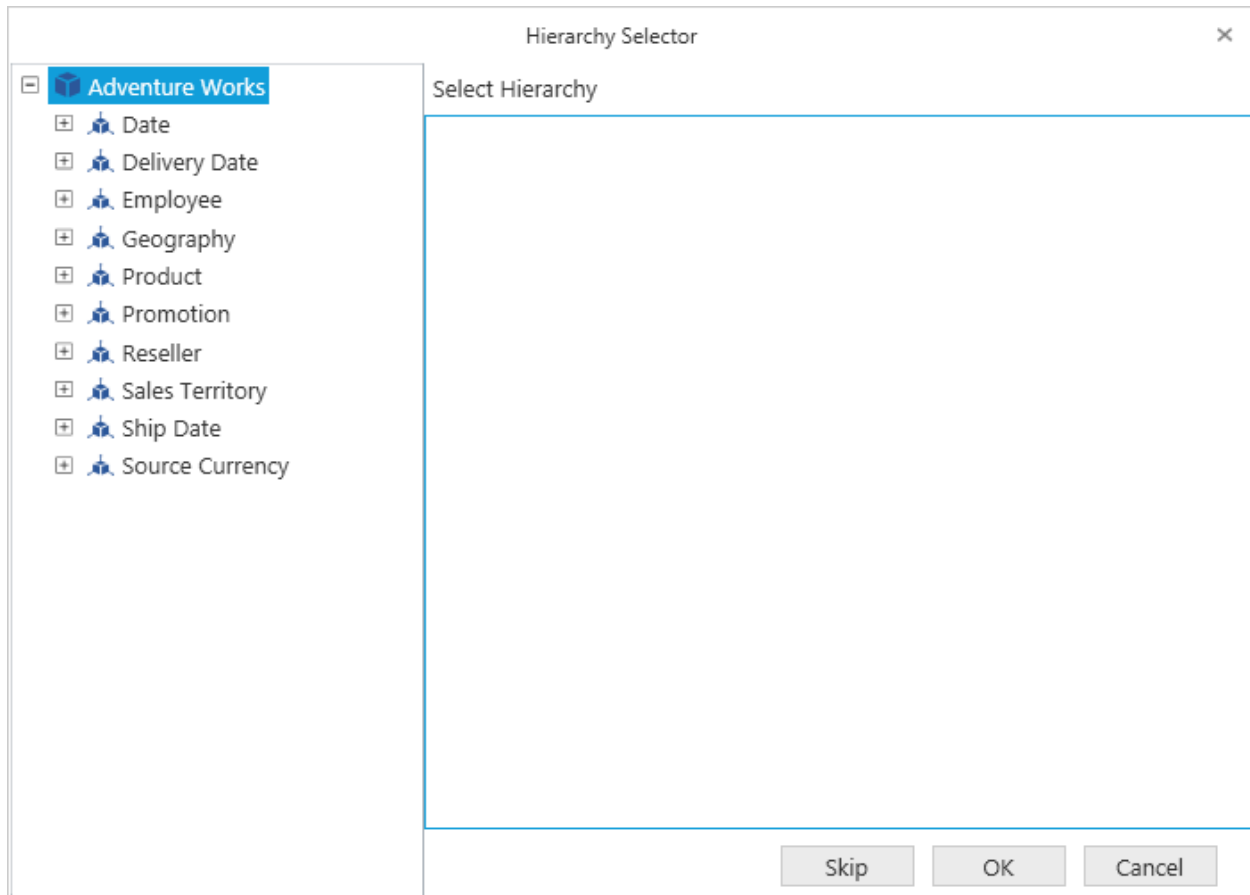 Hierarchy Selector
Adventure Works
Date
Delivery Date
Employee
Geography
Product
Promotion
Reseller
Sales Territory
Ship Date
Source Currency
Select Hierarchy
Skip
OK
Cancel